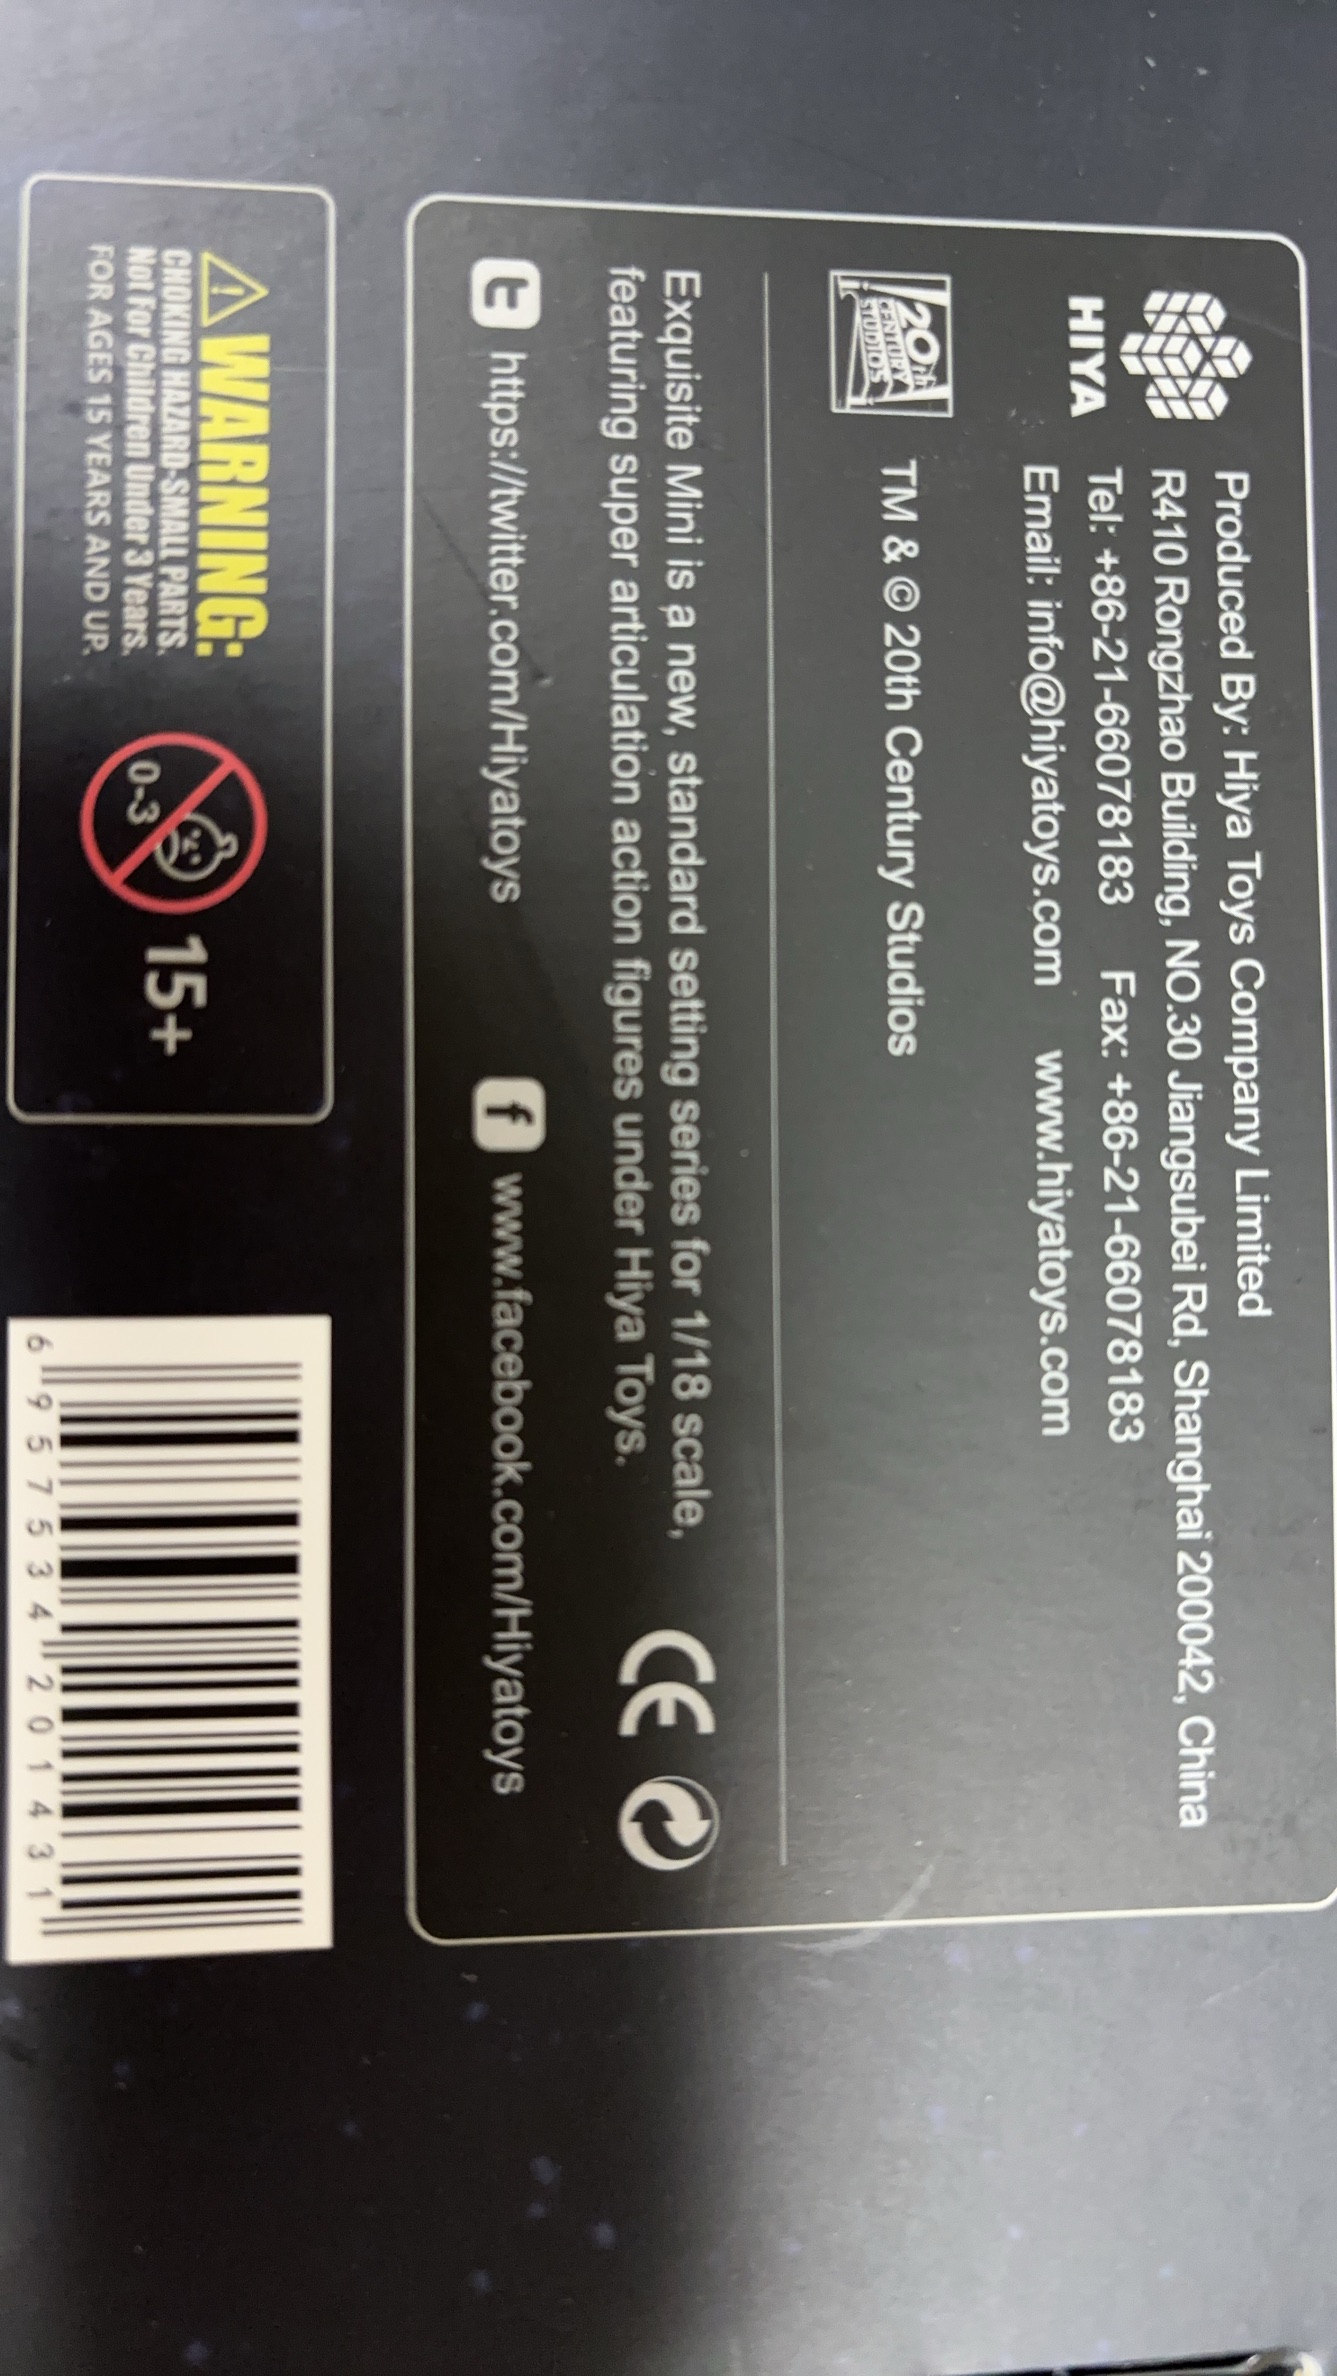 HIYA
Produced By: Hiya Toys Company Limited
R410 Rongzhao Building, NO.30 Jiangsubei Rd, Shanghai 200042, China
Tel: +86-21-66078183 Fax: +86-21-66078183
Email: info@hiyatoys.com www.hiyatoys.com
20th
CENTURY
STUDIOS
TM & © 20th Century Studios
Exquisite Mini is a new, standard setting series for 1/18 scale,
featuring super articulation action figures under Hiya Toys.
CE
https://twitter.com/Hiyatoys
www.facebook.com/Hiyatoys
WARNING:
CHOKING HAZARD-SMALL PARTS.
Not For Children Under 3 Years.
FOR AGES 15 YEARS AND UP.
0-3
15+
6 957534 201431